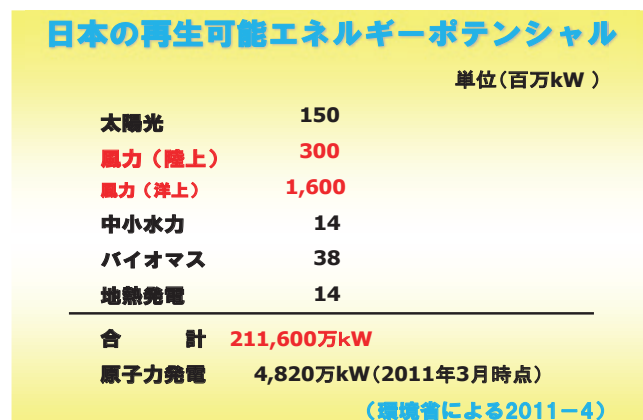 日本の再生可能エネルギーポテンシャル
単位(百万kW )
太陽光 150
風力(陸上) 300
風力(洋上) 1,600
中小水力 14
バイオマス 38
地熱発電 14
合 計 211,600万kW
原子力発電 4,820万kW(2011年3月時点)
(環境省による2011-4)